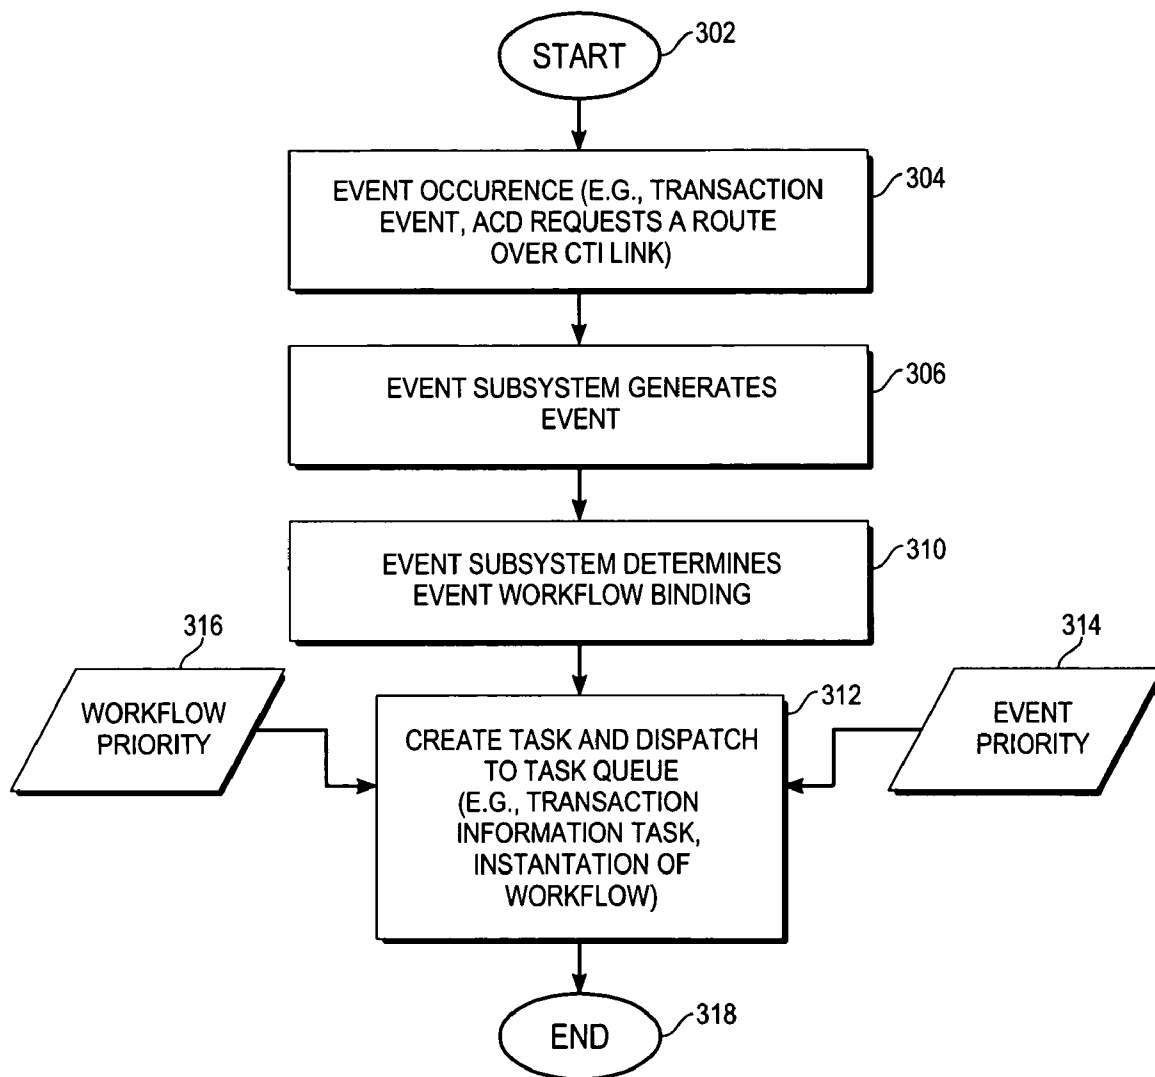 START
302
EVENT OCCURENCE (E.G., TRANSACTION
EVENT, ACD REQUESTS A ROUTE
OVER CTI LINK)
304
EVENT SUBSYSTEM GENERATES
EVENT
306
EVENT SUBSYSTEM DETERMINES
EVENT WORKFLOW BINDING
310
316
WORKFLOW
PRIORITY
312
CREATE TASK AND DISPATCH
TO TASK QUEUE
(E.G., TRANSACTION
INFORMATION TASK,
INSTANTATION OF
WORKFLOW)
314
EVENT
PRIORITY
END
318